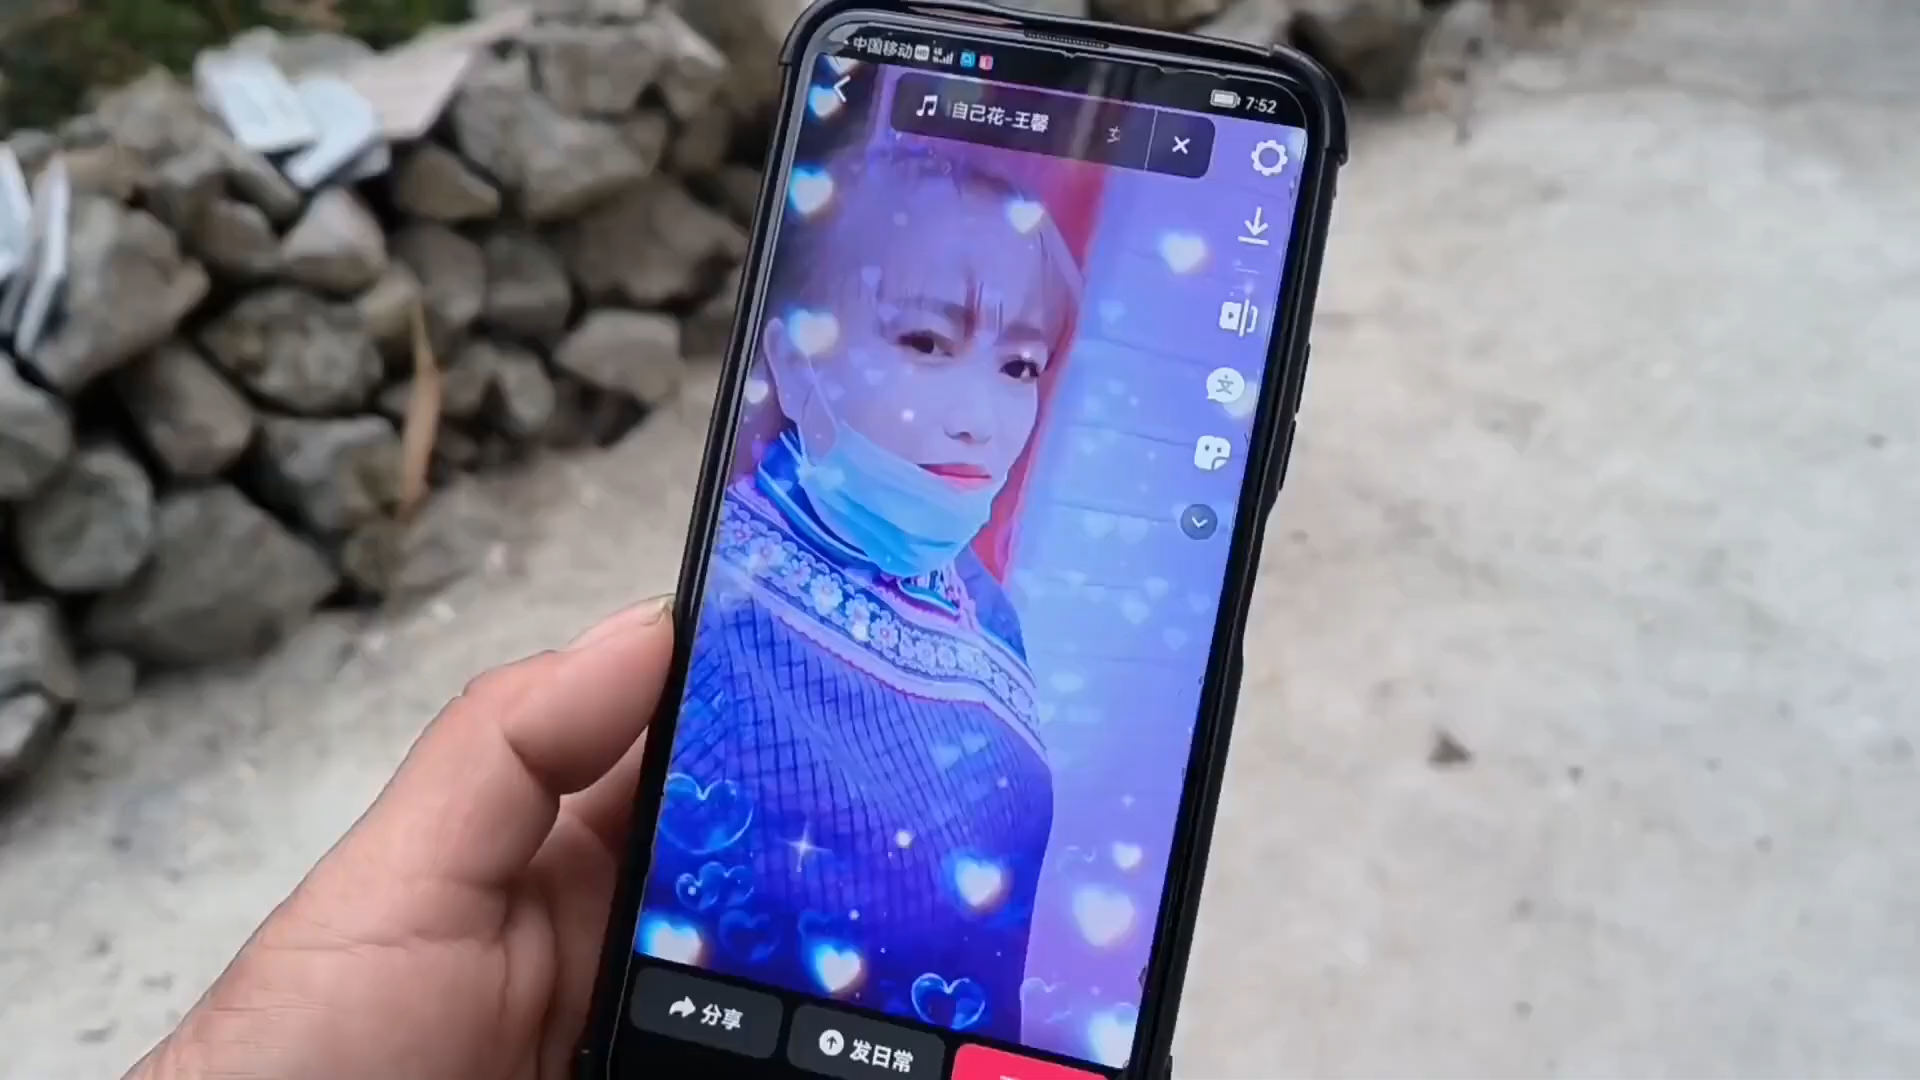 中国移动 7:52
自己花-王馨
分享
发日常